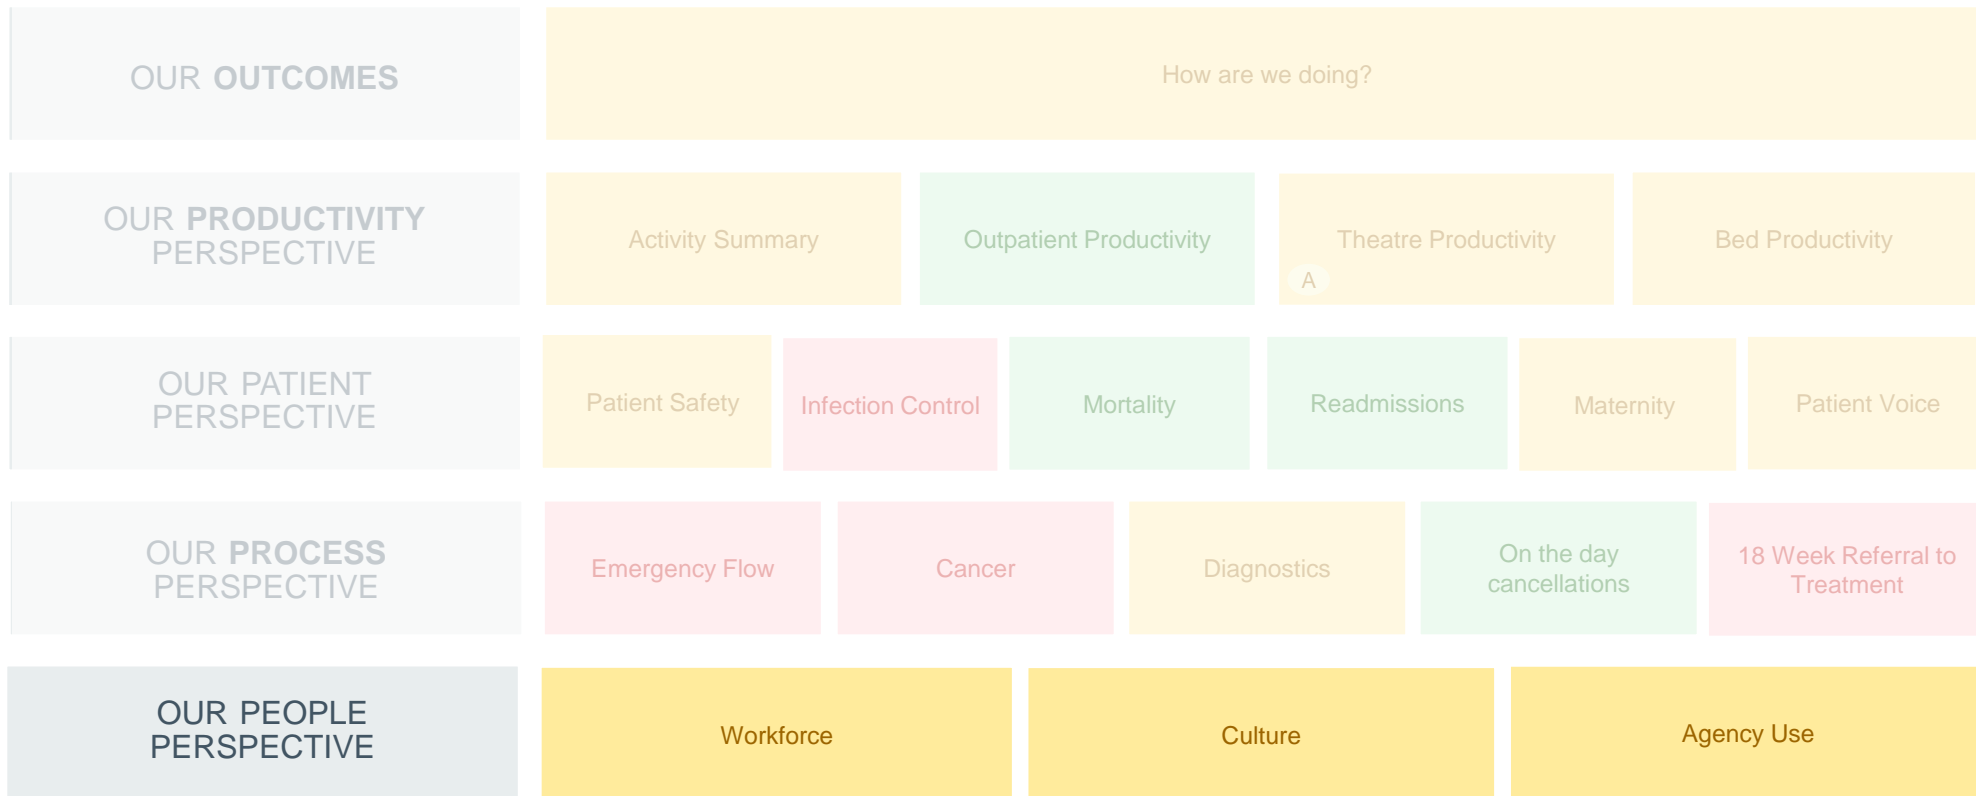 OUR OUTCOMES
How are we doing?
OUR PRODUCTIVITY
PERSPECTIVE
Activity Summary
Outpatient Productivity
Theatre Productivity
A
Bed Productivity
OUR PATIENT
PERSPECTIVE
Patient Safety
Infection Control
Mortality
Readmissions
Maternity
Patient Voice
OUR PROCESS
PERSPECTIVE
Emergency Flow
Cancer
Diagnostics
On the day
cancellations
18 Week Referral to
Treatment
OUR PEOPLE
PERSPECTIVE
Workforce
Culture
Agency Use